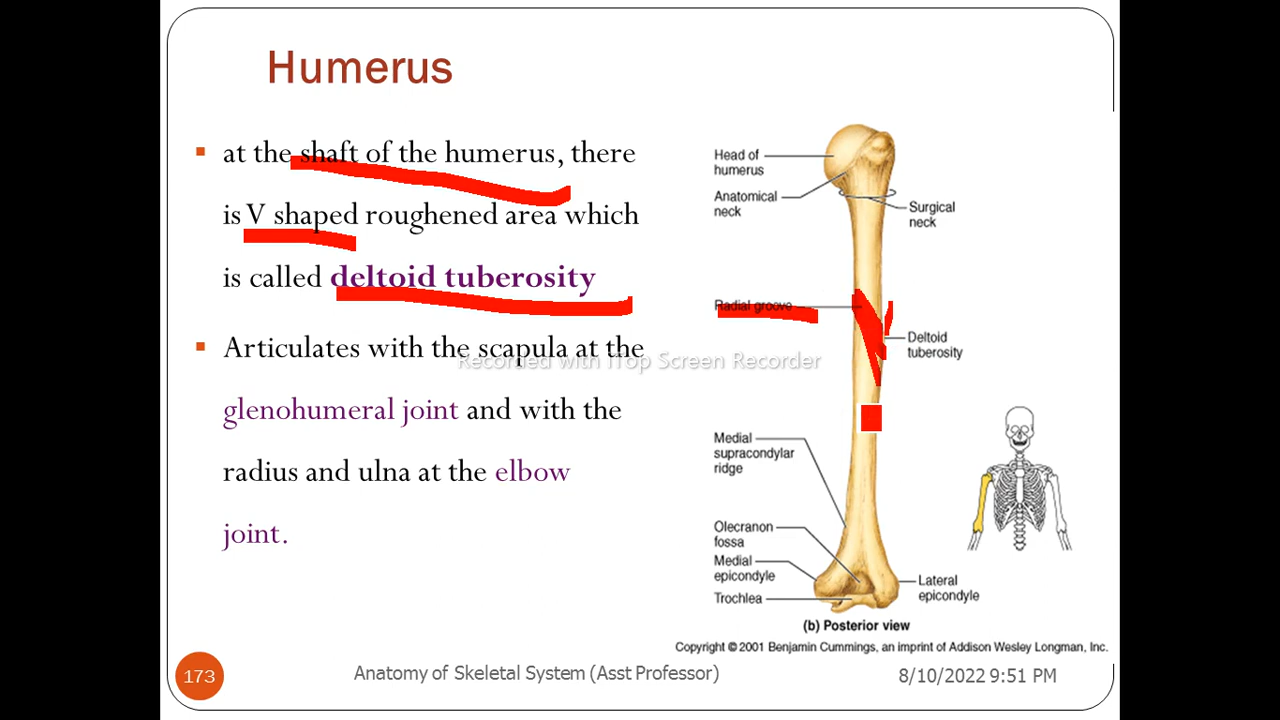 Humerus
▪ at the shaft of the humerus, there
is V shaped roughened area which
is called deltoid tuberosity
▪ Articulates with the scapula at the
glenohumeral joint and with the
radius and ulna at the elbow
joint.
Recorded with iTop Screen Recorder
Head of
humerus
Anatomical
neck
Surgical
neck
Radial groove
Deltoid
tuberosity
Medial
supracondylar
ridge
Olecranon
fossa
Medial
epicondyle
Trochlea
Lateral
epicondyle
(b) Posterior view
Copyright © 2001 Benjamin Cummings, an imprint of Addison Wesley Longman, Inc.
173
Anatomy of Skeletal System (Asst Professor)
8/10/2022 9:51 PM